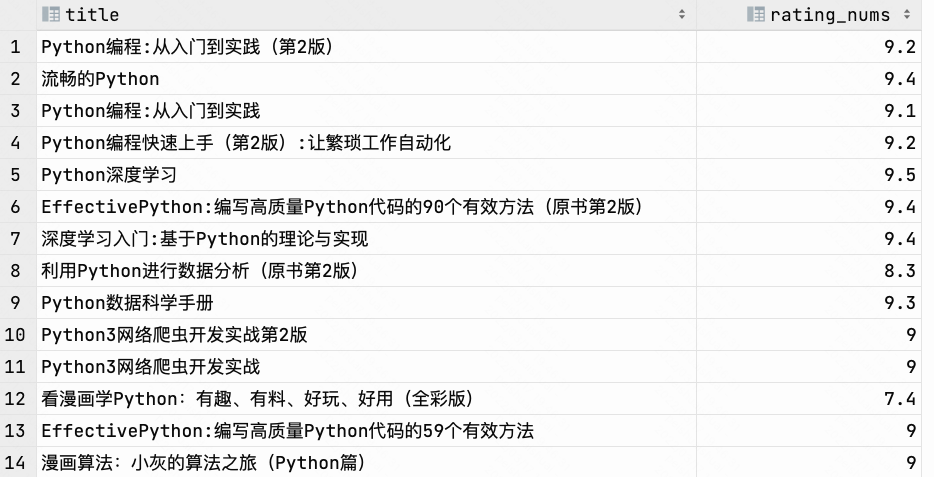 title rating_nums
1 Python编程:从入门到实践（第2版） 9.2
2 流畅的Python 9.4
3 Python编程:从入门到实践 9.1
4 Python编程快速上手（第2版）:让繁琐工作自动化 9.2
5 Python深度学习 9.5
6 EffectivePython:编写高质量Python代码的90个有效方法（原书第2版） 9.4
7 深度学习入门:基于Python的理论与实现 9.4
8 利用Python进行数据分析（原书第2版） 8.3
9 Python数据科学手册 9.3
10 Python3网络爬虫开发实战第2版 9
11 Python3网络爬虫开发实战 9
12 看漫画学Python：有趣、有料、好玩、好用（全彩版） 7.4
13 EffectivePython:编写高质量Python代码的59个有效方法 9
14 漫画算法：小灰的算法之旅（Python篇） 9